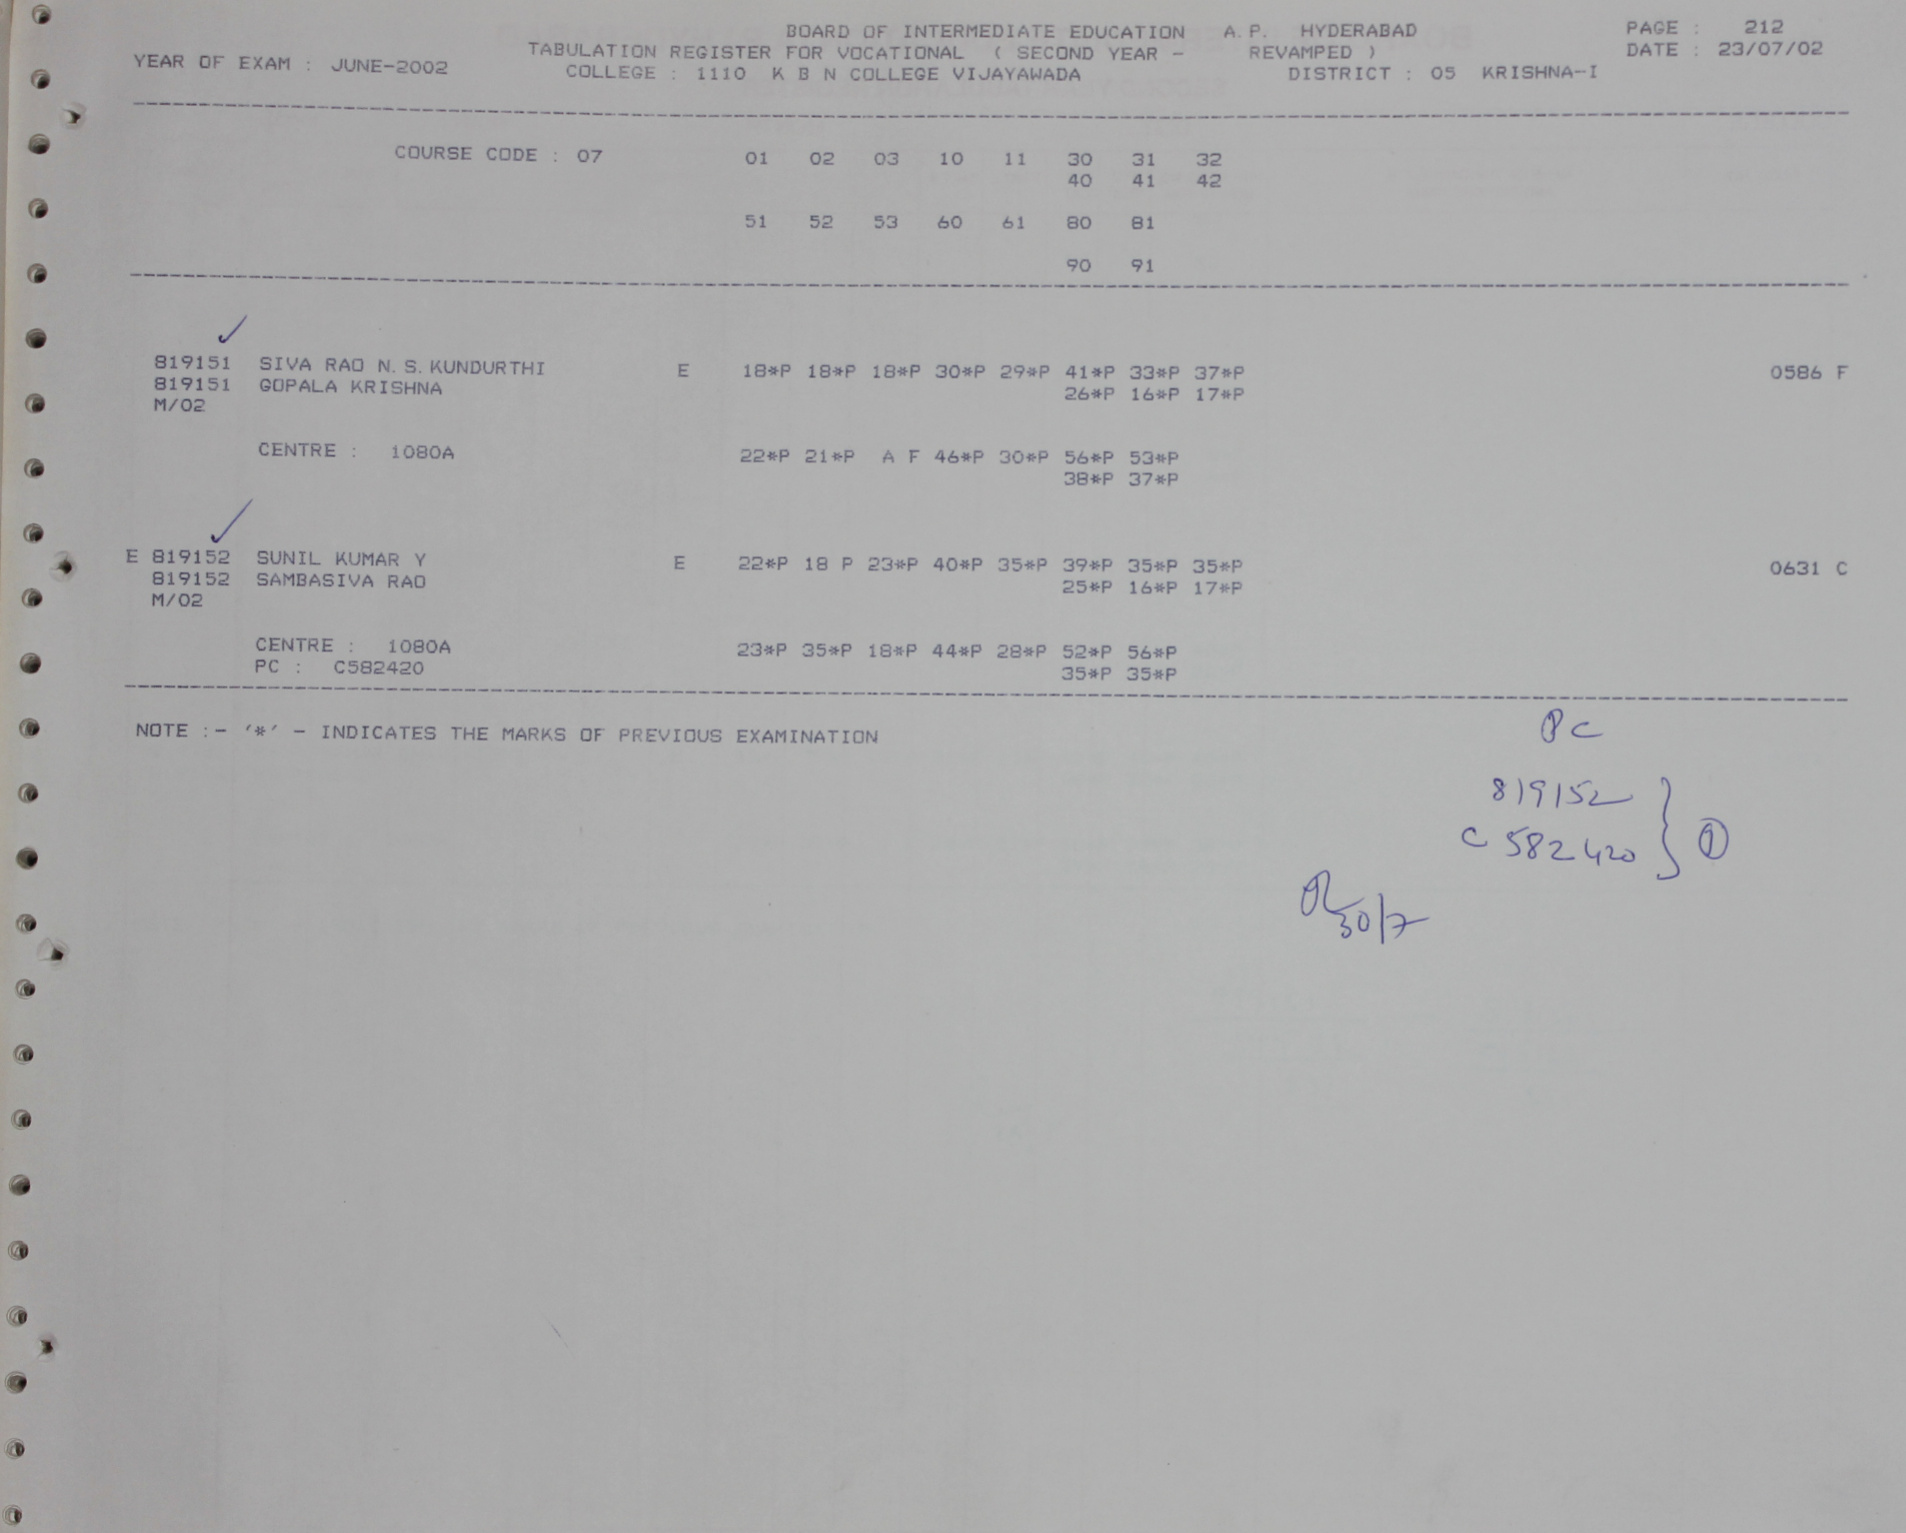 BOARD OF INTERMEDIATE EDUCATION A.P. HYDERABAD PAGE : 212
TABULATION REGISTER FOR VOCATIONAL ( SECOND YEAR - REVAMPED ) DATE : 23/07/02
YEAR OF EXAM : JUNE-2002 COLLEGE : 1110 K B N COLLEGE VIJAYAWADA DISTRICT : 05 KRISHNA-I
COURSE CODE : 07 01 02 03 10 11 30 31 32
40 41 42
51 52 53 60 61 80 81
90 91
819151 SIVA RAO N.S.KUNDURTHI E 18*P 18*P 18*P 30*P 29*P 41*P 33*P 37*P 0586 F
819151 GOPALA KRISHNA 26*P 16*P 17*P
M/02
CENTRE : 1080A 22*P 21*P A F 46*P 30*P 56*P 53*P
38*P 37*P
E 819152 SUNIL KUMAR Y E 22*P 18 P 23*P 40*P 35*P 39*P 35*P 35*P 0631 C
819152 SAMBASIVA RAO 25*P 16*P 17*P
M/02
CENTRE : 1080A 23*P 35*P 18*P 44*P 28*P 52*P 56*P
PC : C582420 35*P 35*P
NOTE :- '*' - INDICATES THE MARKS OF PREVIOUS EXAMINATION
PC
819152
C 582420 } 1
30/7